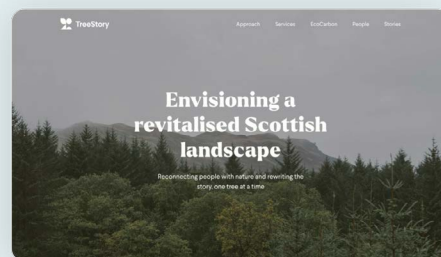 TreeStory
Approach Services EcoCarbon People Stories
Envisioning a
revitalised Scottish
landscape
Reconnecting people with nature and rewriting the
story, one tree at a time